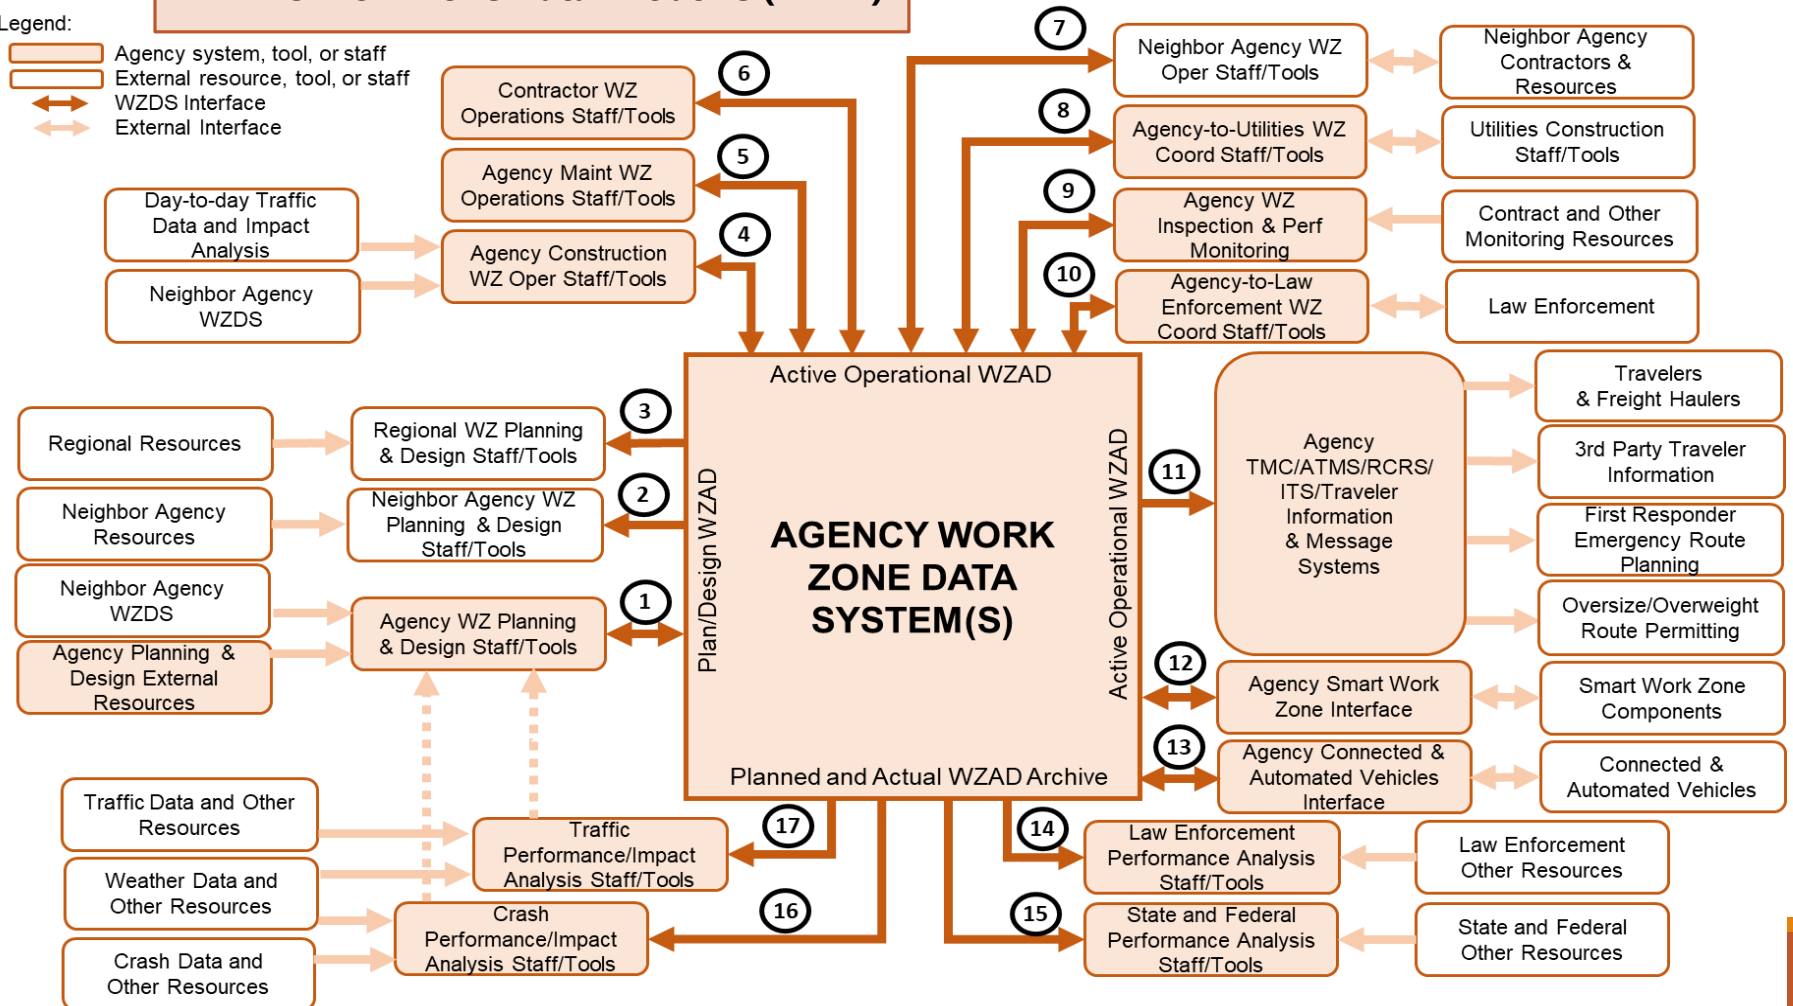 Legend:
Agency system, tool, or staff
External resource, tool, or staff
WZDS Interface
External Interface
6
Contractor WZ
Operations Staff/Tools
5
Agency Maint WZ
Operations Staff/Tools
4
Agency Construction
WZ Oper Staff/Tools
Day-to-day Traffic
Data and Impact
Analysis
Neighbor Agency
WZDS
7
Neighbor Agency WZ
Oper Staff/Tools
Neighbor Agency
Contractors &
Resources
8
Agency-to-Utilities WZ
Coord Staff/Tools
Utilities Construction
Staff/Tools
9
Agency WZ
Inspection & Perf
Monitoring
Contract and Other
Monitoring Resources
10
Agency-to-Law
Enforcement WZ
Coord Staff/Tools
Law Enforcement
Regional Resources
Regional WZ Planning
& Design Staff/Tools
3
Neighbor Agency
Resources
Neighbor Agency WZ
Planning & Design
Staff/Tools
2
Neighbor Agency
WZDS
Agency Planning &
Design External
Resources
Agency WZ Planning
& Design Staff/Tools
1
Active Operational WZAD
Plan/Design WZAD
AGENCY WORK
ZONE DATA
SYSTEM(S)
Active Operational WZAD
Planned and Actual WZAD Archive
11
Agency
TMC/ATMS/RCRS/
ITS/Traveler
Information
& Message
Systems
Travelers
& Freight Haulers
3rd Party Traveler
Information
First Responder
Emergency Route
Planning
Oversize/Overweight
Route Permitting
12
Agency Smart Work
Zone Interface
Smart Work Zone
Components
13
Agency Connected &
Automated Vehicles
Interface
Connected &
Automated Vehicles
Traffic Data and Other
Resources
Weather Data and
Other Resources
Crash Data and
Other Resources
17
Traffic
Performance/Impact
Analysis Staff/Tools
16
Crash
Performance/Impact
Analysis Staff/Tools
14
Law Enforcement
Performance Analysis
Staff/Tools
Law Enforcement
Other Resources
15
State and Federal
Performance Analysis
Staff/Tools
State and Federal
Other Resources